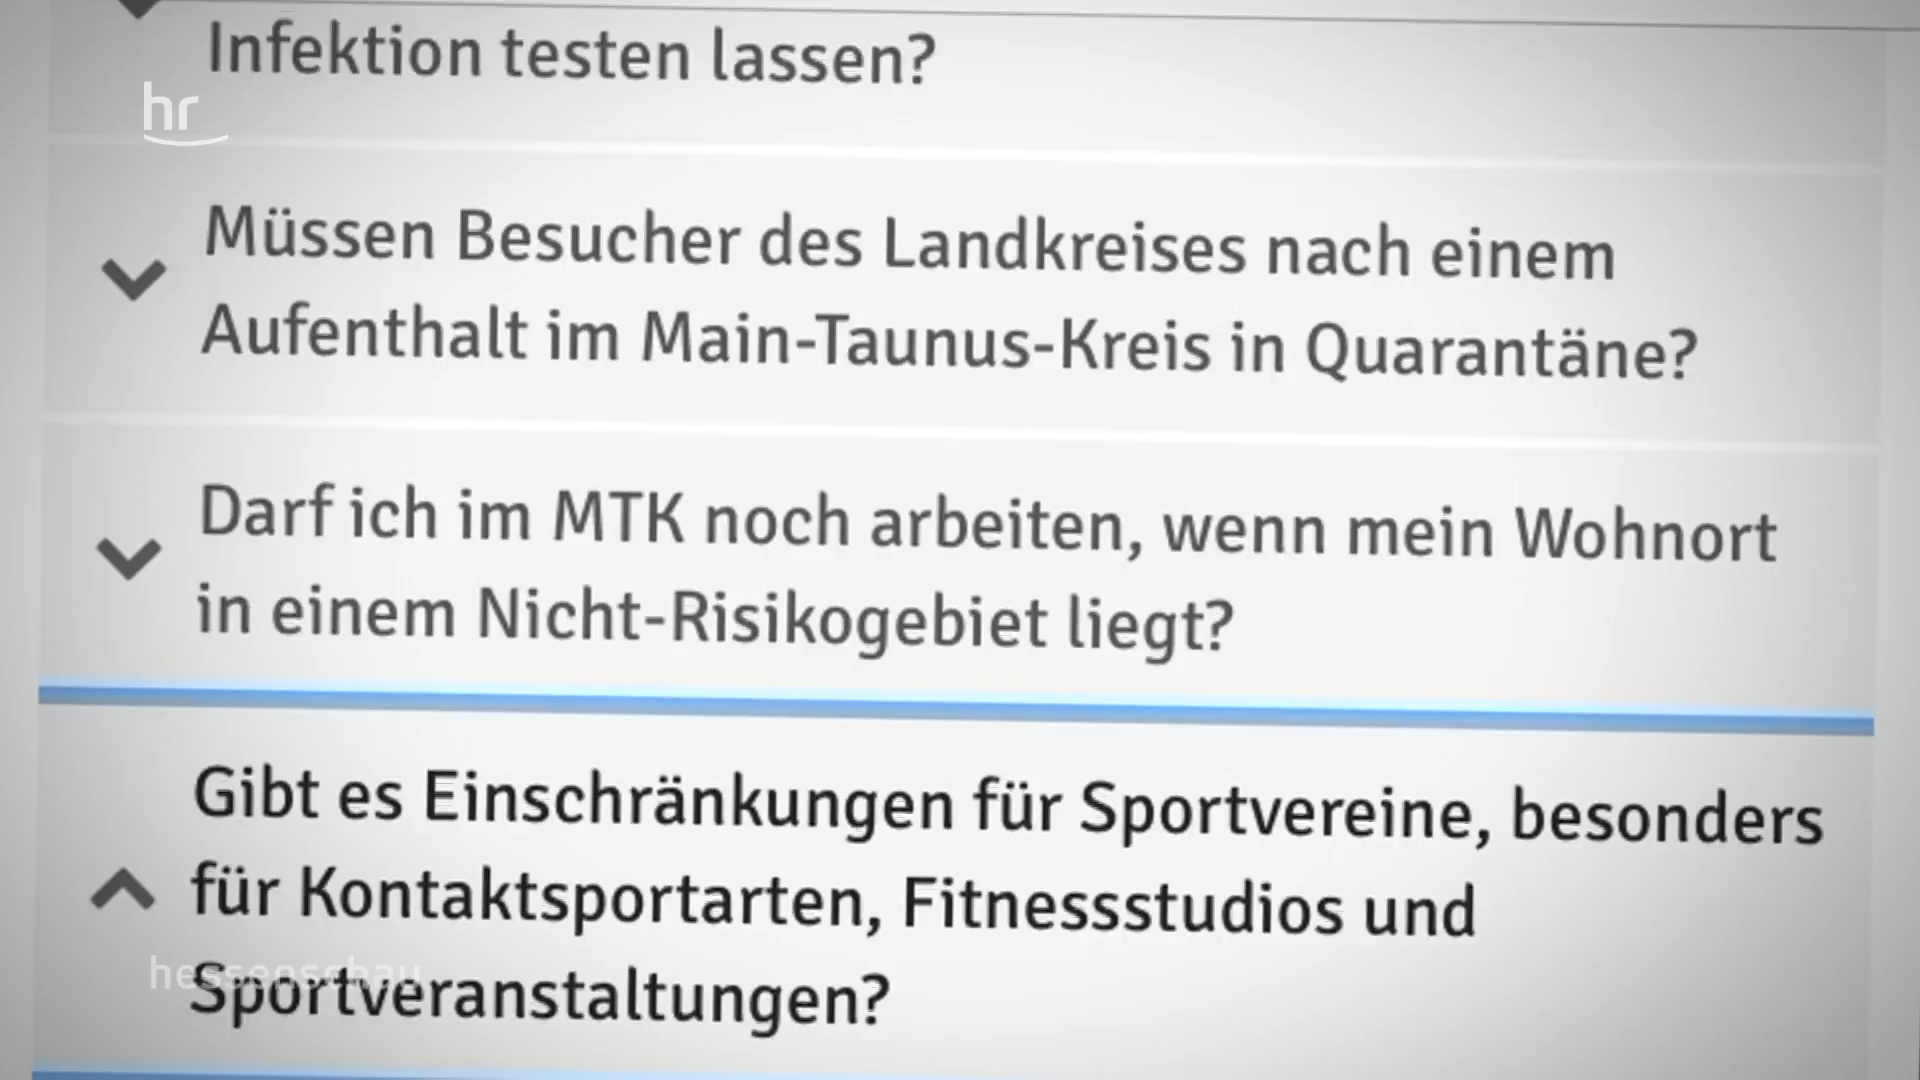 Infektion testen lassen?
hr
Müssen Besucher des Landkreises nach einem
Aufenthalt im Main-Taunus-Kreis in Quarantäne?
Darf ich im MTK noch arbeiten, wenn mein Wohnort
in einem Nicht-Risikogebiet liegt?
Gibt es Einschränkungen für Sportvereine, besonders
für Kontaktsportarten, Fitnessstudios und
hessenschau
Sportveranstaltungen?